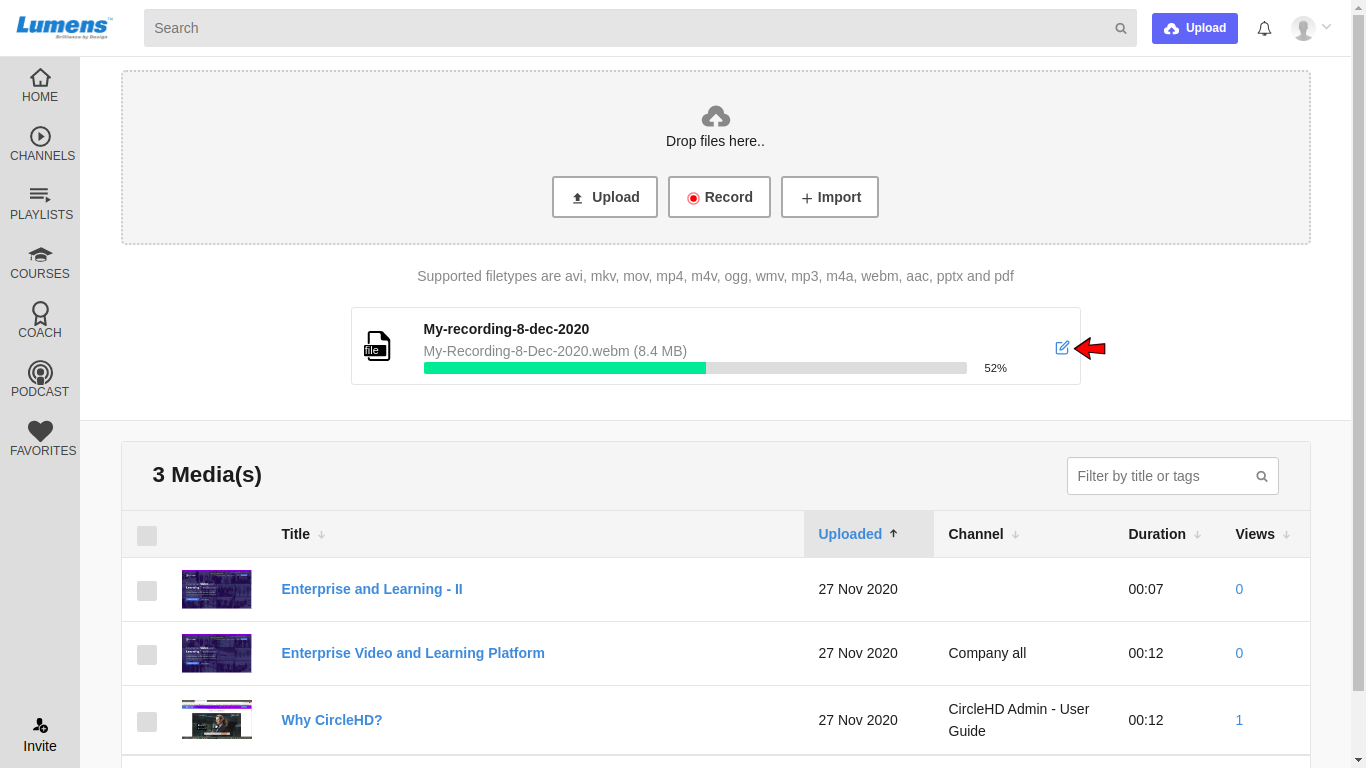 Lumens™
Brilliance by Design
Search
Upload
HOME
CHANNELS
PLAYLISTS
COURSES
COACH
PODCAST
FAVORITES
Invite
Drop files here..
Upload
Record
Import
Supported filetypes are avi, mkv, mov, mp4, m4v, ogg, wmv, mp3, m4a, webm, aac, pptx and pdf
file
My-recording-8-dec-2020
My-Recording-8-Dec-2020.webm (8.4 MB)
52%
3 Media(s)
Filter by title or tags
Title Uploaded Channel Duration Views
Enterprise and Learning - II 27 Nov 2020 00:07 0
Enterprise Video and Learning Platform 27 Nov 2020 Company all 00:12 0
Why CircleHD? 27 Nov 2020 CircleHD Admin - User 00:12 1
Guide